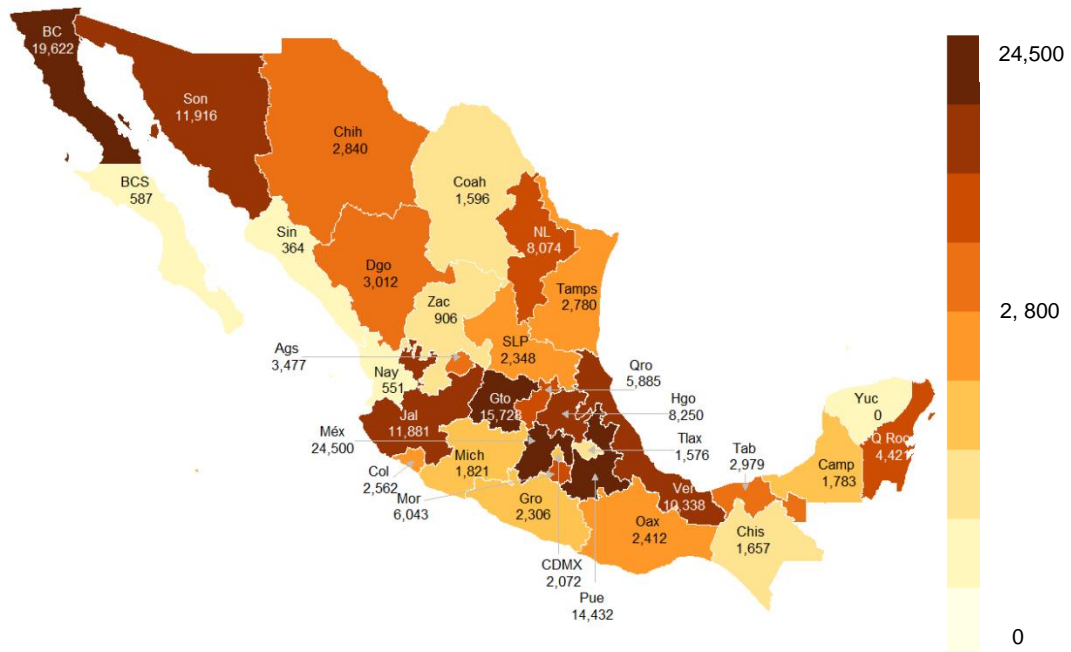 BC
19,622
24,500
Son
11,916
Chih
2,840
Coah
1,596
BCS
587
Sin
364
NL
8,074
Dgo
3,012
Tamps
2,780
2, 800
Zac
906
SLP
2,348
Ags
3,477
Qro
5,885
Nay
551
Gto
15,728
Hgo
8,250
Yuc
0
Jal
11,881
Méx
24,500
Tlax
1,576
Q Roo
4,421
Tab
2,979
Mich
1,821
Camp
1,783
Col
2,562
Mor
6,043
Gro
2,306
Ver
10,338
Oax
2,412
Chis
1,657
CDMX
2,072
Pue
14,432
0